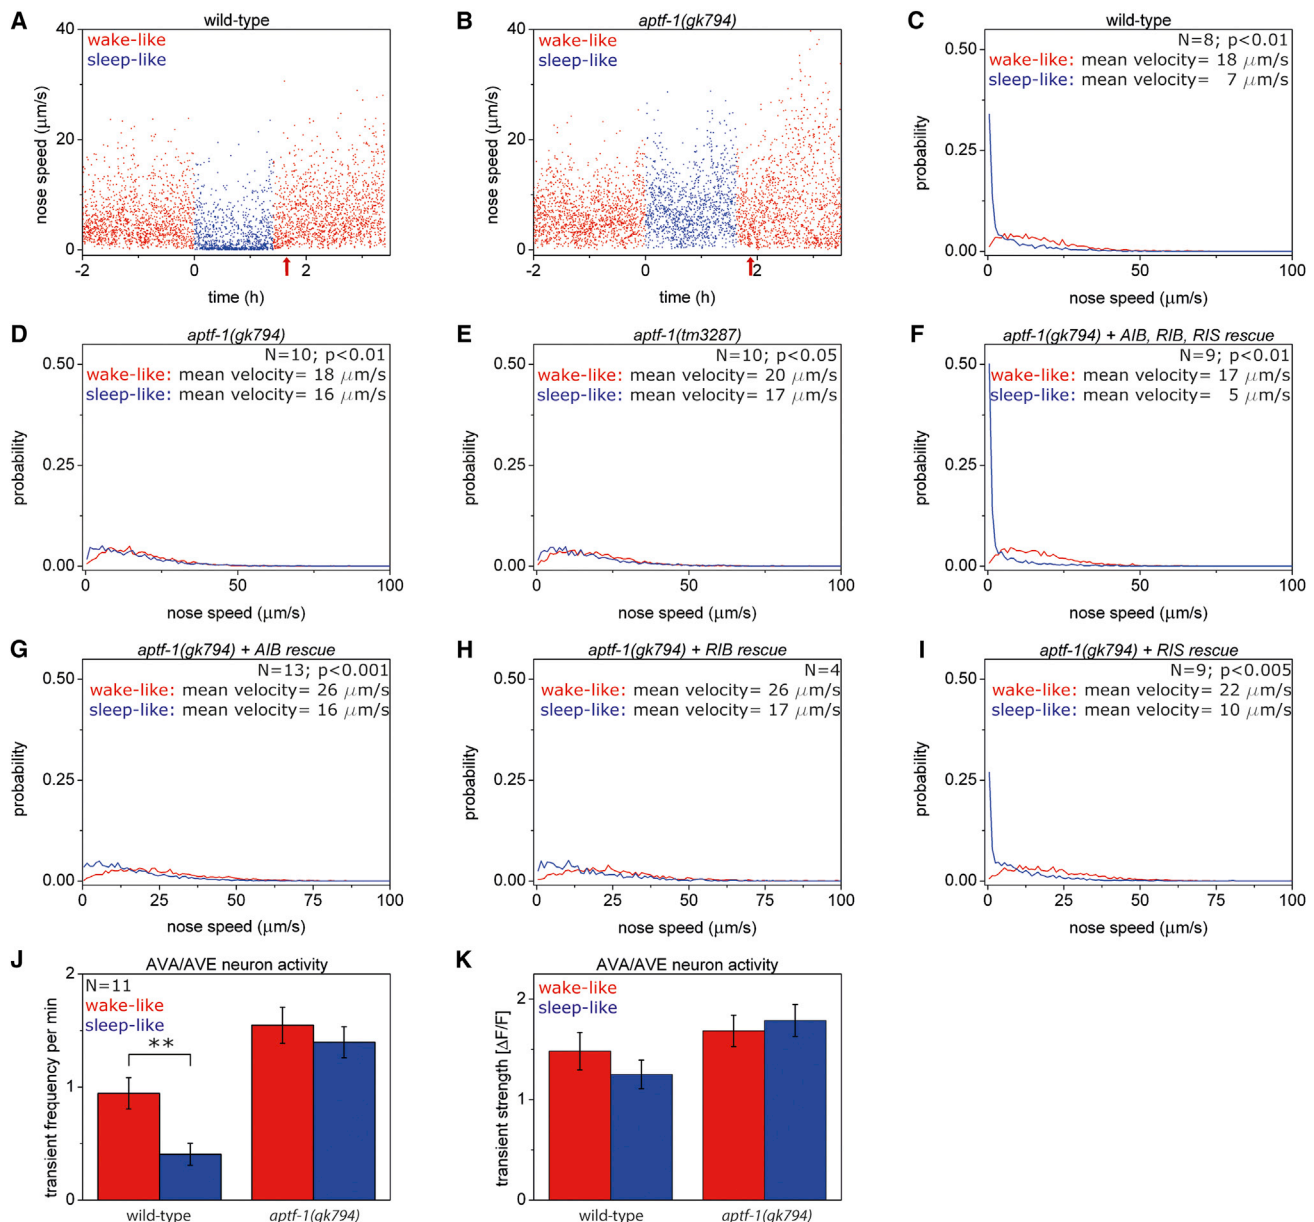 A
wild-type
wake-like
sleep-like
nose speed (μm/s)
40
20
0
-2
0
2
time (h)
B
aptf-1(gk794)
wake-like
sleep-like
nose speed (μm/s)
40
20
0
-2
0
2
time (h)
C
wild-type
N=8; p<0.01
wake-like: mean velocity= 18 μm/s
sleep-like: mean velocity= 7 μm/s
probability
0.50
0.25
0.00
0
50
100
nose speed (μm/s)
D
aptf-1(gk794)
N=10; p<0.01
wake-like: mean velocity= 18 μm/s
sleep-like: mean velocity= 16 μm/s
probability
0.50
0.25
0.00
0
50
100
nose speed (μm/s)
E
aptf-1(tm3287)
N=10; p<0.05
wake-like: mean velocity= 20 μm/s
sleep-like: mean velocity= 17 μm/s
probability
0.50
0.25
0.00
0
50
100
nose speed (μm/s)
F
aptf-1(gk794) + AIB, RIB, RIS rescue
N=9; p<0.01
wake-like: mean velocity= 17 μm/s
sleep-like: mean velocity= 5 μm/s
probability
0.50
0.25
0.00
0
50
100
nose speed (μm/s)
G
aptf-1(gk794) + AIB rescue
N=13; p<0.001
wake-like: mean velocity= 26 μm/s
sleep-like: mean velocity= 16 μm/s
probability
0.50
0.25
0.00
0
25
50
75
100
nose speed (μm/s)
H
aptf-1(gk794) + RIB rescue
N=4
wake-like: mean velocity= 26 μm/s
sleep-like: mean velocity= 17 μm/s
probability
0.50
0.25
0.00
0
25
50
75
100
nose speed (μm/s)
I
aptf-1(gk794) + RIS rescue
N=9; p<0.005
wake-like: mean velocity= 22 μm/s
sleep-like: mean velocity= 10 μm/s
probability
0.50
0.25
0.00
0
25
50
75
100
nose speed (μm/s)
J
AVA/AVE neuron activity
N=11
wake-like
sleep-like
**
transient frequency per min
2
1
0
wild-type
aptf-1(gk794)
K
AVA/AVE neuron activity
wake-like
sleep-like
transient strength [ΔF/F]
2
1
0
wild-type
aptf-1(gk794)